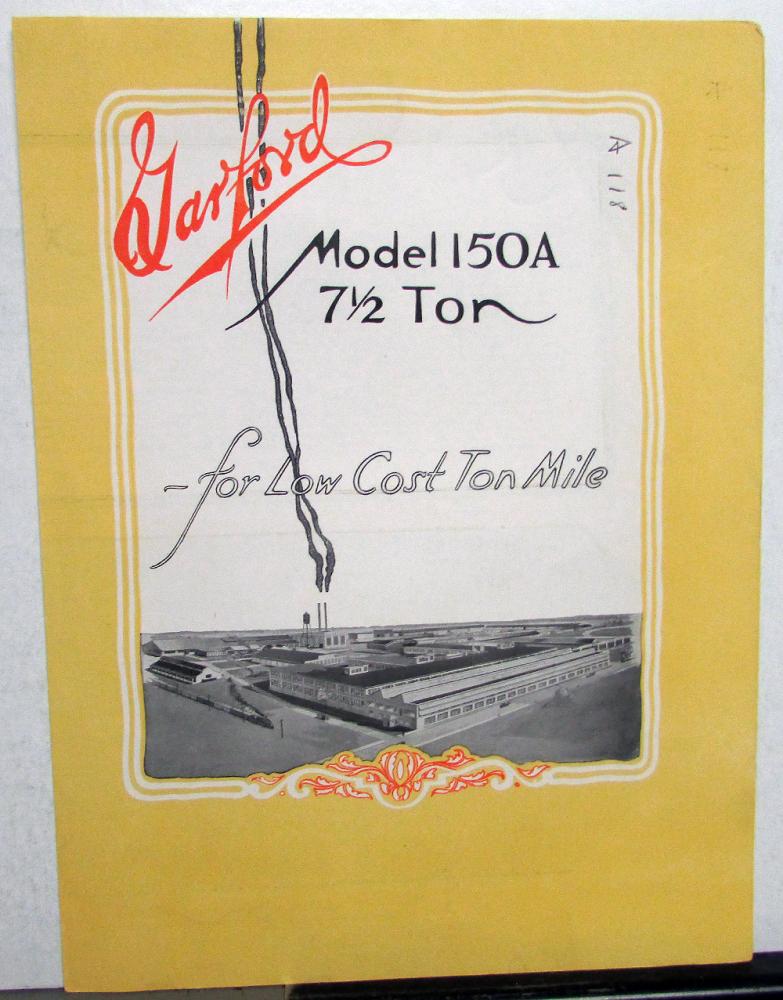 Garford
Model 150A
7½ Ton
– for Low Cost Ton Mile
A 118